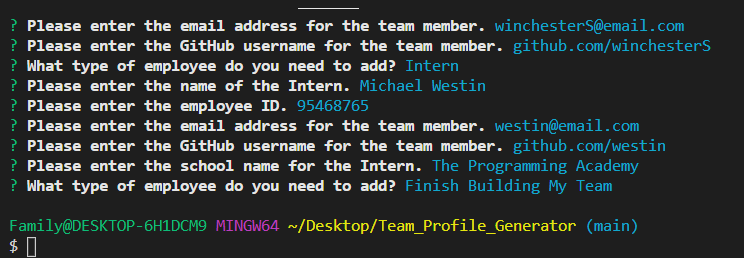 ? Please enter the email address for the team member. winchesterS@email.com
? Please enter the GitHub username for the team member. github.com/winchesterS
? What type of employee do you need to add? Intern
? Please enter the name of the Intern. Michael Westin
? Please enter the employee ID. 95468765
? Please enter the email address for the team member. westin@email.com
? Please enter the GitHub username for the team member. github.com/westin
? Please enter the school name for the Intern. The Programming Academy
? What type of employee do you need to add? Finish Building My Team
Family@DESKTOP-6H1DCM9 MINGW64 ~/Desktop/Team_Profile_Generator (main)
$